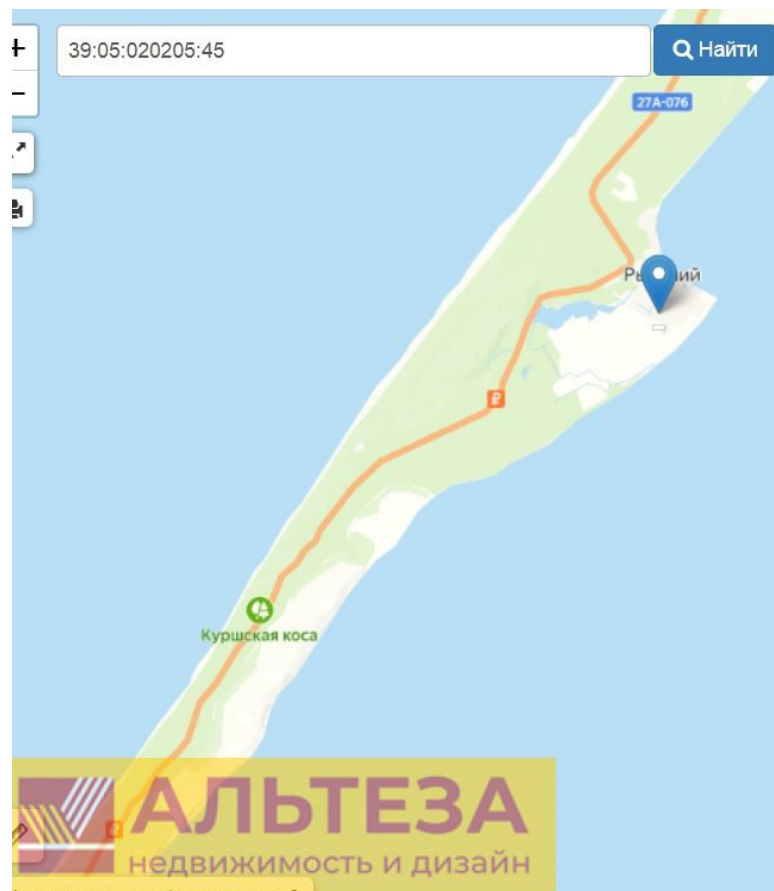 39:05:020205:45
Найти
27А-076
Куршская коса
АЛЬТЕЗА
недвижимость и дизайн